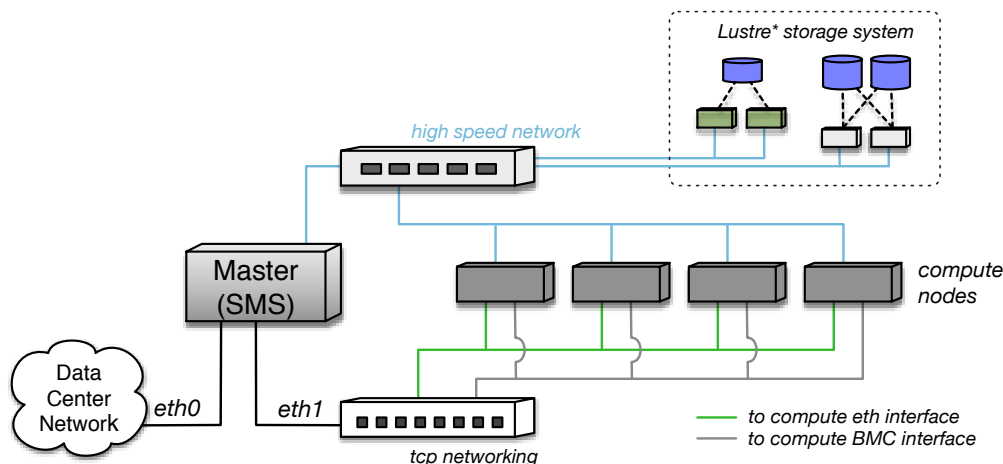 Lustre* storage system
high speed network
Master
(SMS)
compute
nodes
Data
Center
Network
eth0
eth1
to compute eth interface
to compute BMC interface
tcp networking